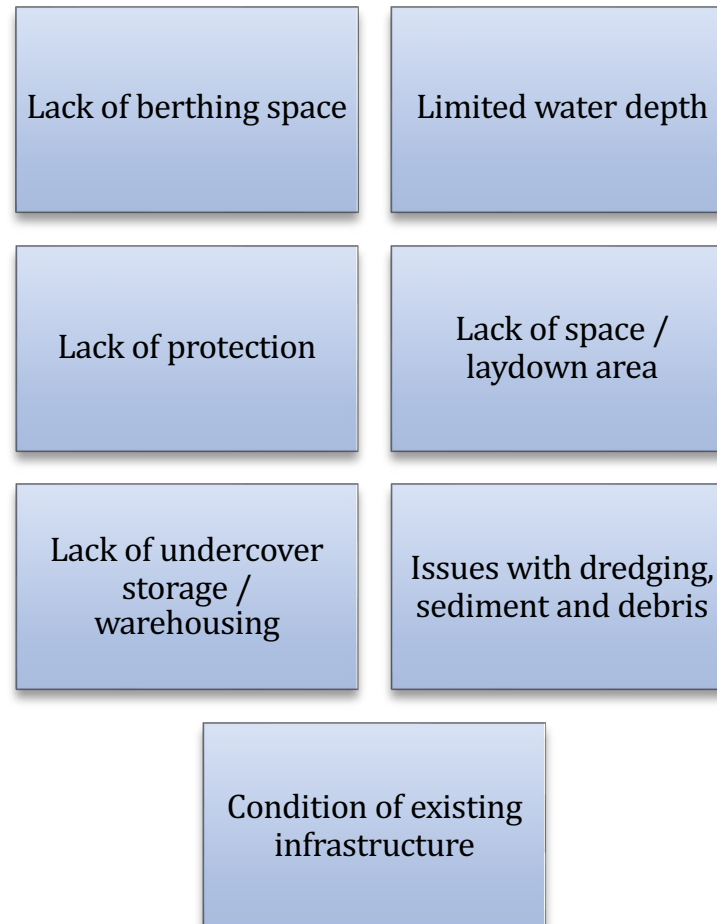 Lack of berthing space
Limited water depth
Lack of protection
Lack of space /
laydown area
Lack of undercover
storage /
warehousing
Issues with dredging,
sediment and debris
Condition of existing
infrastructure